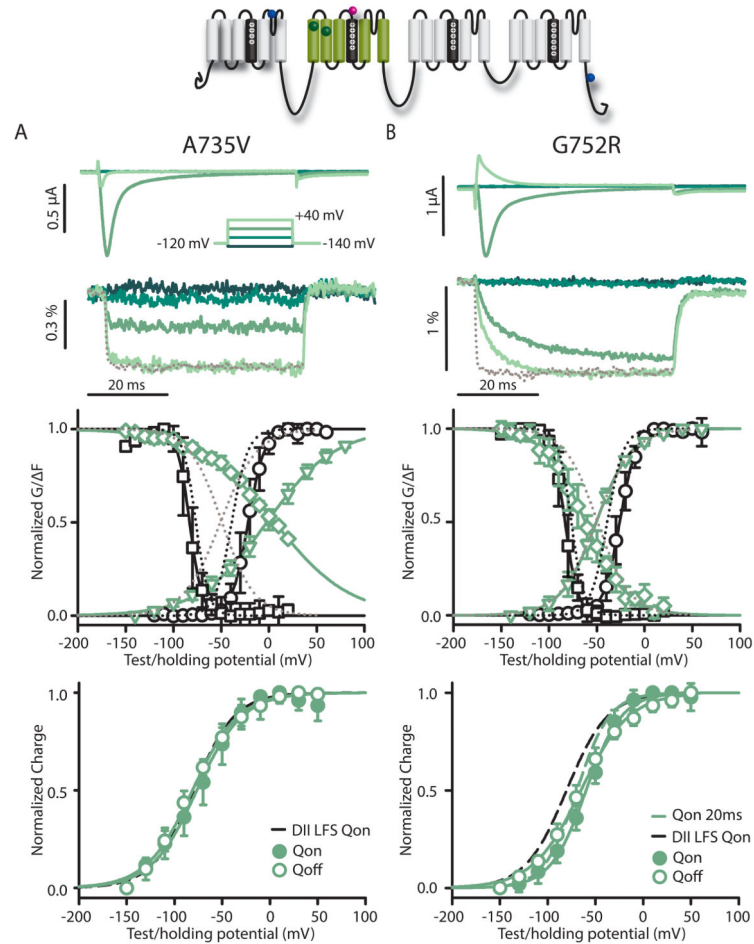 A
A735V
0.5 µA
+40 mV
-120 mV
-140 mV
0.3 %
20 ms
B
G752R
1 µA
1 %
20 ms
Normalized G/ΔF
1.0
0.5
0.0
-200 -150 -100 -50 0 50 100
Test/holding potential (mV)
Normalized G/ΔF
1.0
0.5
0.0
-200 -150 -100 -50 0 50 100
Test/holding potential (mV)
Normalized Charge
1.0
0.5
0.0
DII LFS Qon
Qon
Qoff
-200 -150 -100 -50 0 50 100
Test/holding potential (mV)
Normalized Charge
1.0
0.5
0.0
Qon 20ms
DII LFS Qon
Qon
Qoff
-200 -150 -100 -50 0 50 100
Test/holding potential (mV)